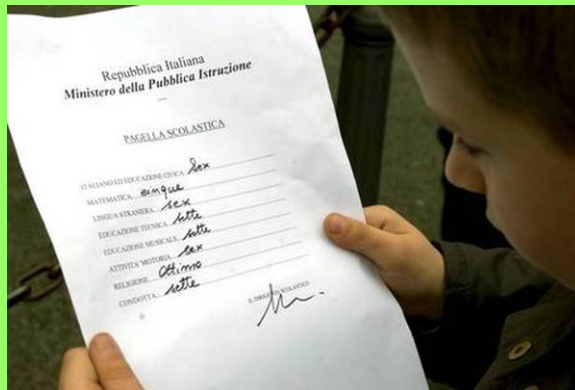 Repubblica Italiana
Ministero della Pubblica Istruzione
PAGELLA SCOLASTICA
ITALIANO ED EDUCAZIONE CIVICA sex
MATEMATICA cinque
LINGUA STRANIERA sex
EDUCAZIONE TECNICA sette
EDUCAZIONE MUSICALE sette
ATTIVITA' MOTORIA sex
RELIGIONE ottimo
CONDOTTA sette
IL DIRIGENTE SCOLASTICO